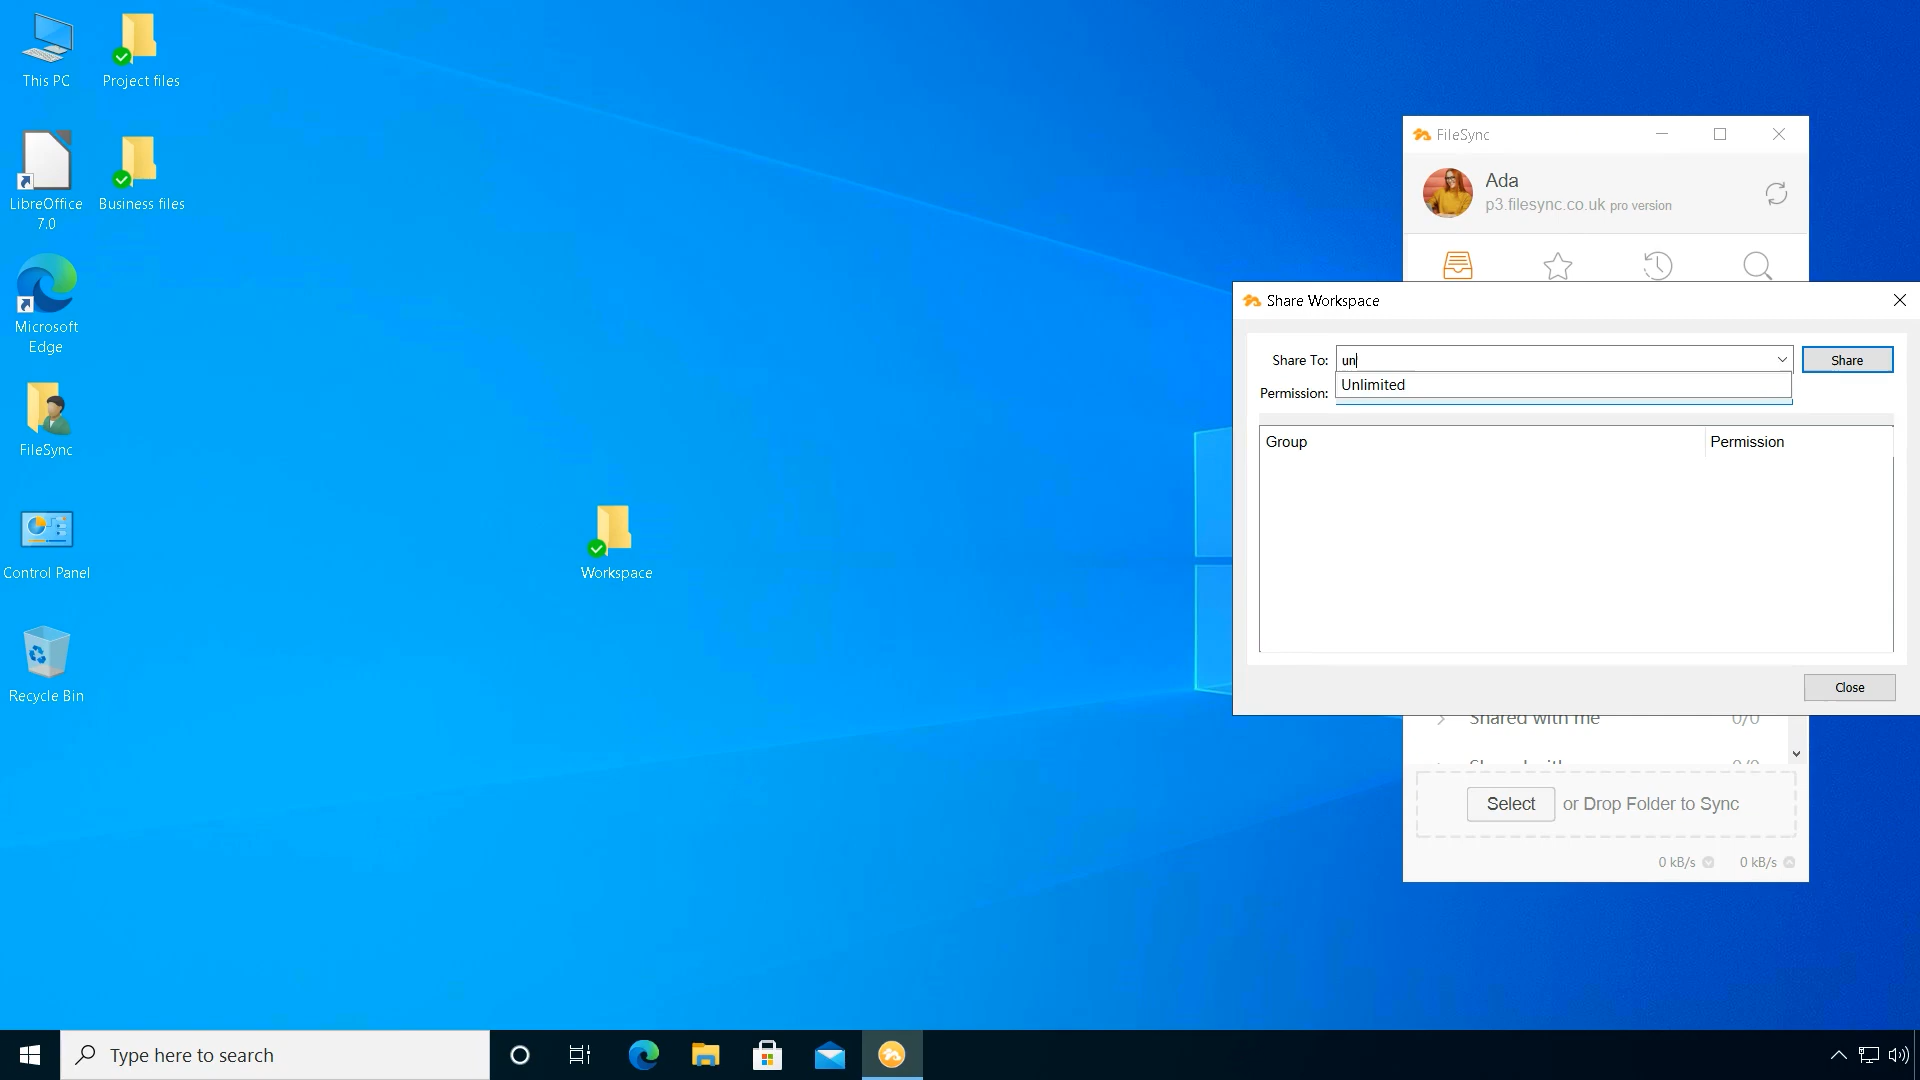 This PC
Project files
LibreOffice
7.0
Business files
Microsoft
Edge
FileSync
Control Panel
Recycle Bin
Workspace
FileSync
Ada
p3.filesync.co.uk pro version
Share Workspace
Share To: un
Share
Unlimited
Permission:
Group Permission
Close
Shared with me 0/0
Select or Drop Folder to Sync
0 kB/s 0 kB/s
Type here to search